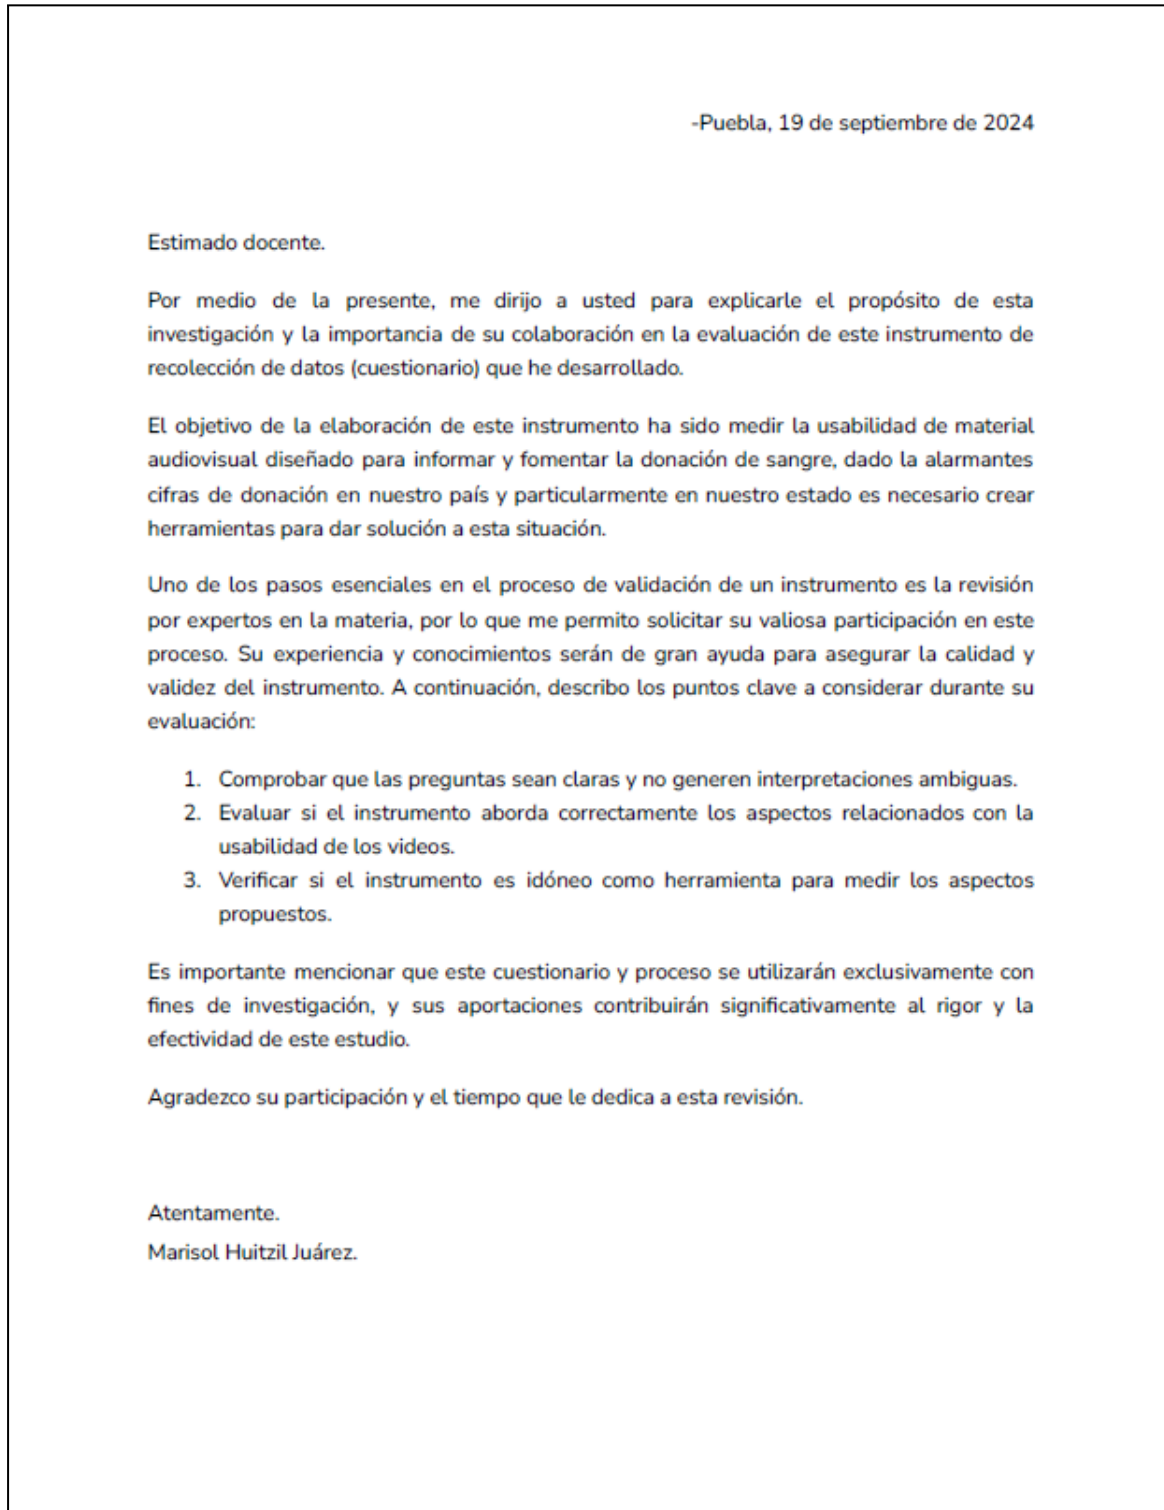 -Puebla, 19 de septiembre de 2024
Estimado docente.
Por medio de la presente, me dirijo a usted para explicarle el propósito de esta
investigación y la importancia de su colaboración en la evaluación de este instrumento de
recolección de datos (cuestionario) que he desarrollado.
El objetivo de la elaboración de este instrumento ha sido medir la usabilidad de material
audiovisual diseñado para informar y fomentar la donación de sangre, dado la alarmantes
cifras de donación en nuestro país y particularmente en nuestro estado es necesario crear
herramientas para dar solución a esta situación.
Uno de los pasos esenciales en el proceso de validación de un instrumento es la revisión
por expertos en la materia, por lo que me permito solicitar su valiosa participación en este
proceso. Su experiencia y conocimientos serán de gran ayuda para asegurar la calidad y
validez del instrumento. A continuación, describo los puntos clave a considerar durante su
evaluación:
1. Comprobar que las preguntas sean claras y no generen interpretaciones ambiguas.
2. Evaluar si el instrumento aborda correctamente los aspectos relacionados con la
usabilidad de los videos.
3. Verificar si el instrumento es idóneo como herramienta para medir los aspectos
propuestos.
Es importante mencionar que este cuestionario y proceso se utilizarán exclusivamente con
fines de investigación, y sus aportaciones contribuirán significativamente al rigor y la
efectividad de este estudio.
Agradezco su participación y el tiempo que le dedica a esta revisión.
Atentamente.
Marisol Huitzil Juárez.